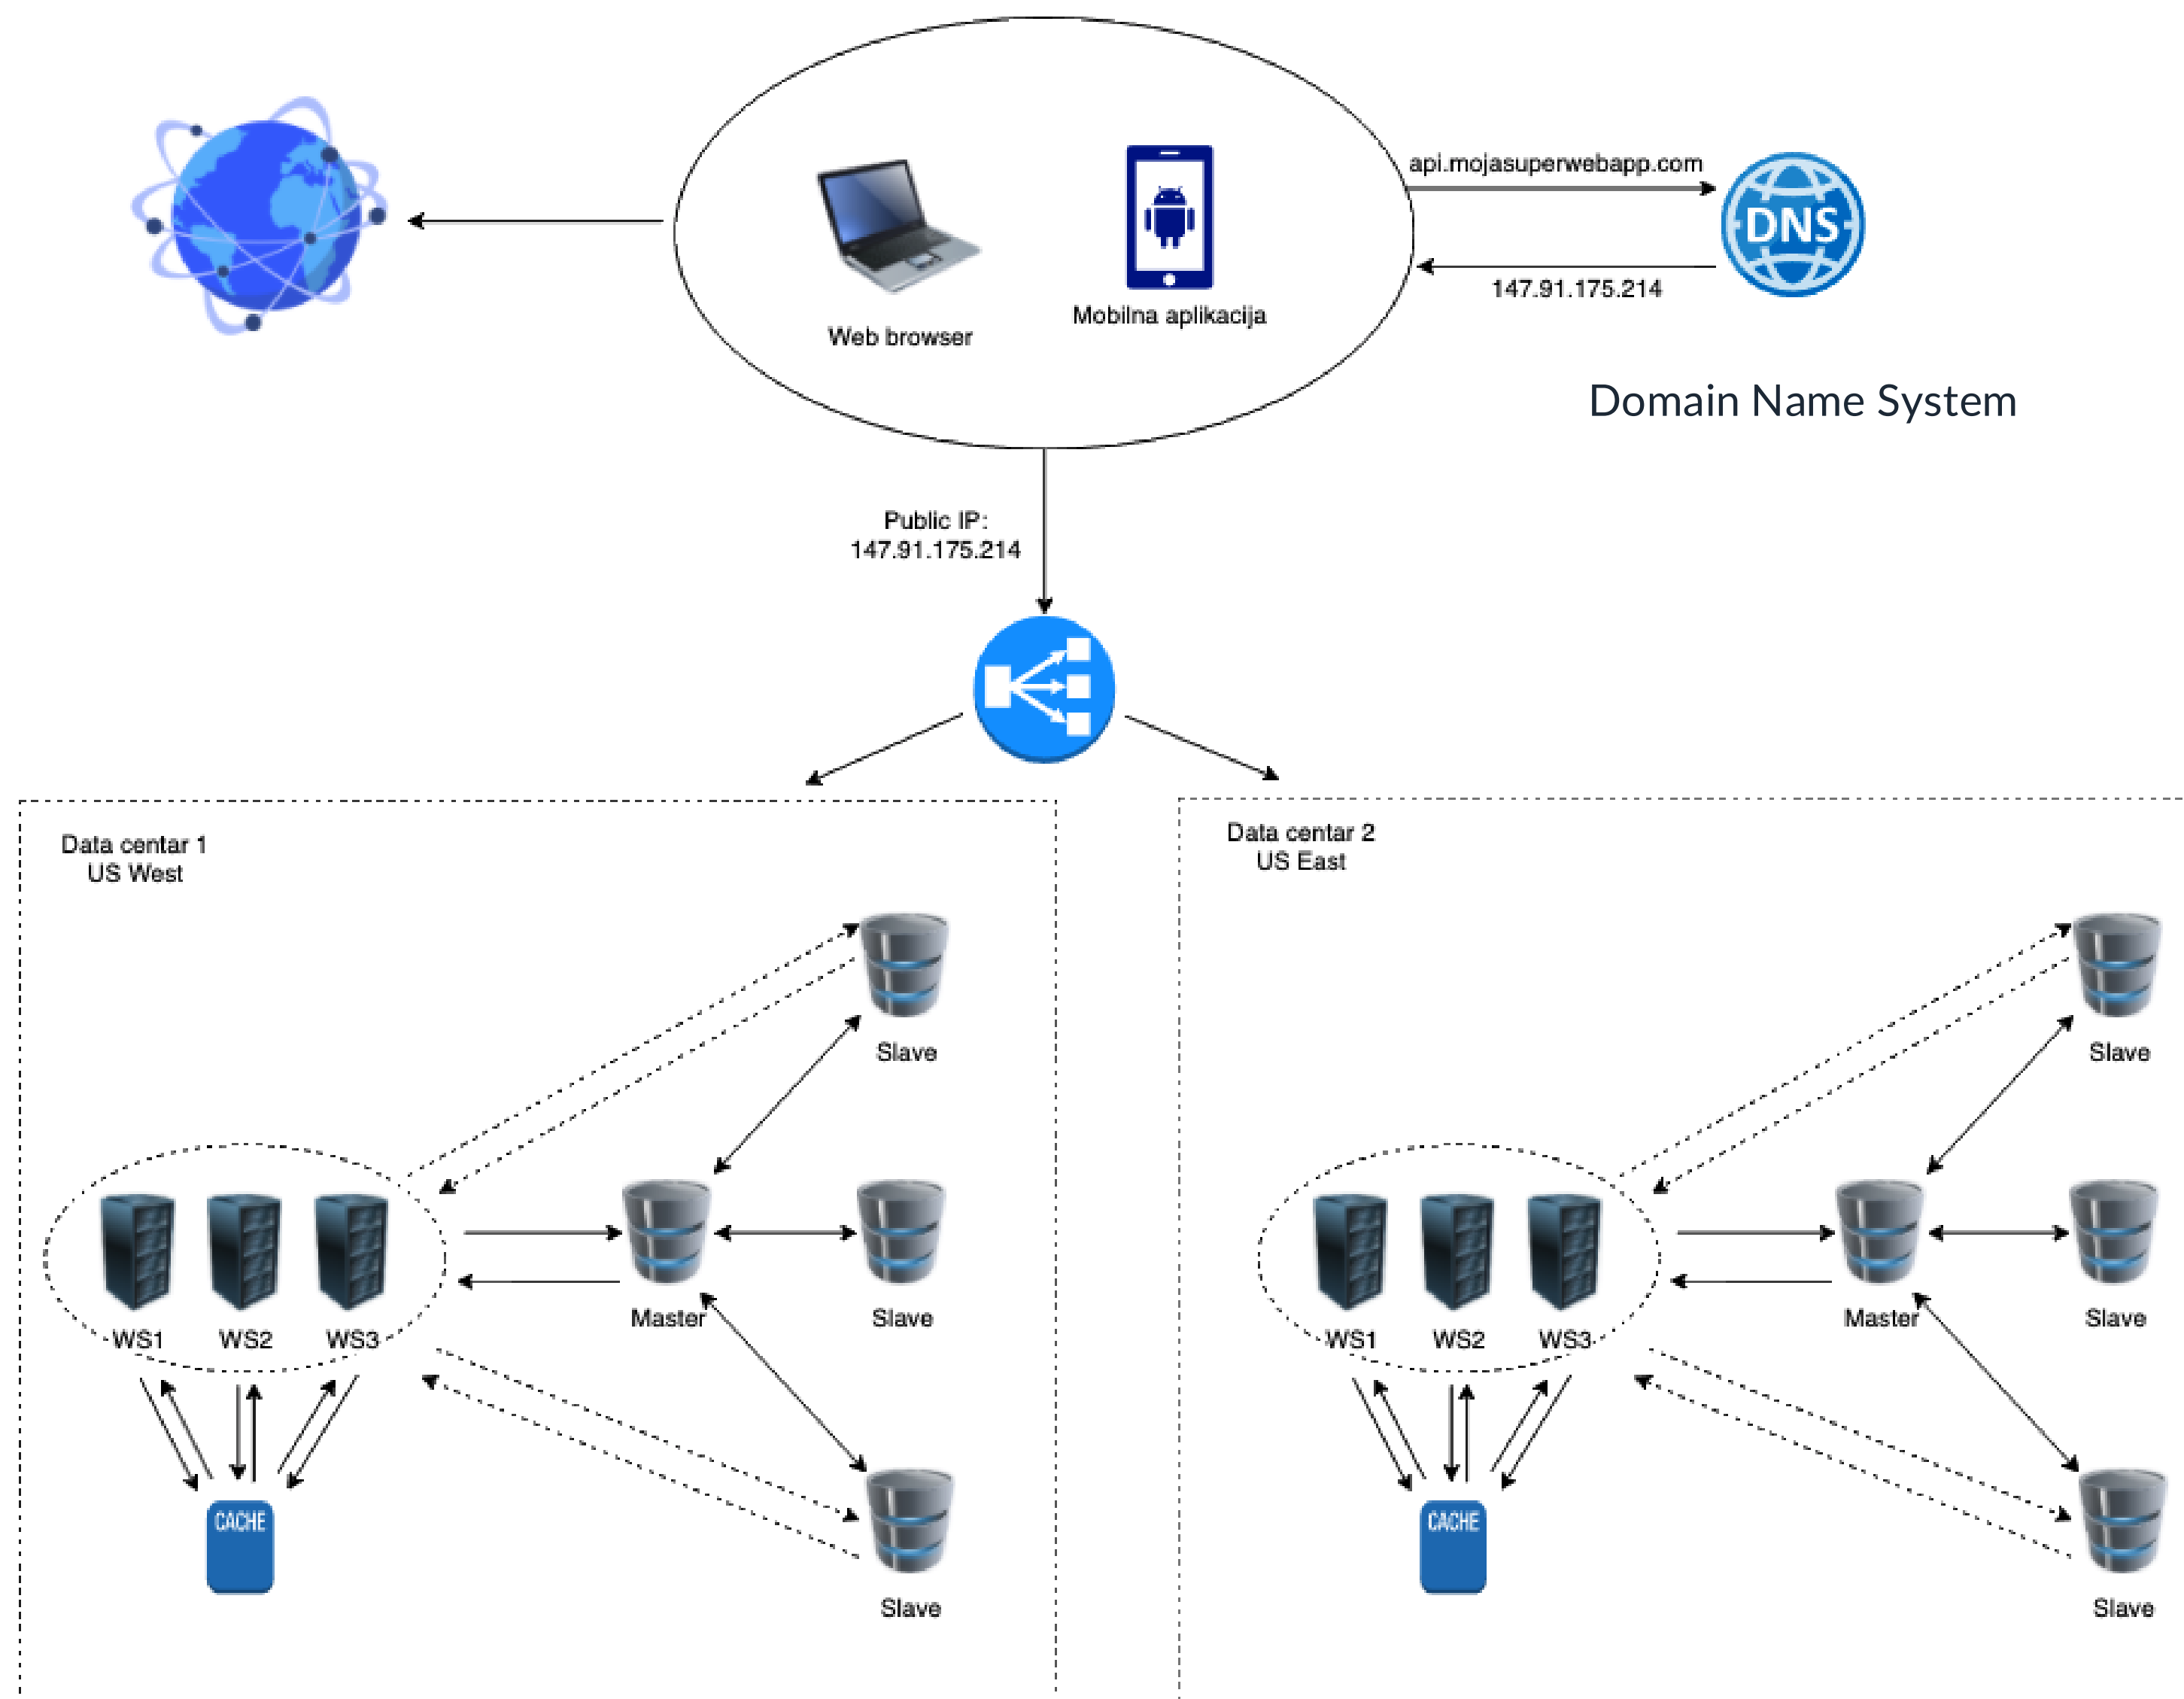 api.mojasuperwebapp.com
DNS
147.91.175.214
Mobilna aplikacija
Web browser
Domain Name System
Public IP:
147.91.175.214
Data centar 1
US West
Slave
Master
Slave
WS1
WS2
WS3
CACHE
Slave
Data centar 2
US East
Slave
Master
Slave
WS1
WS2
WS3
CACHE
Slave